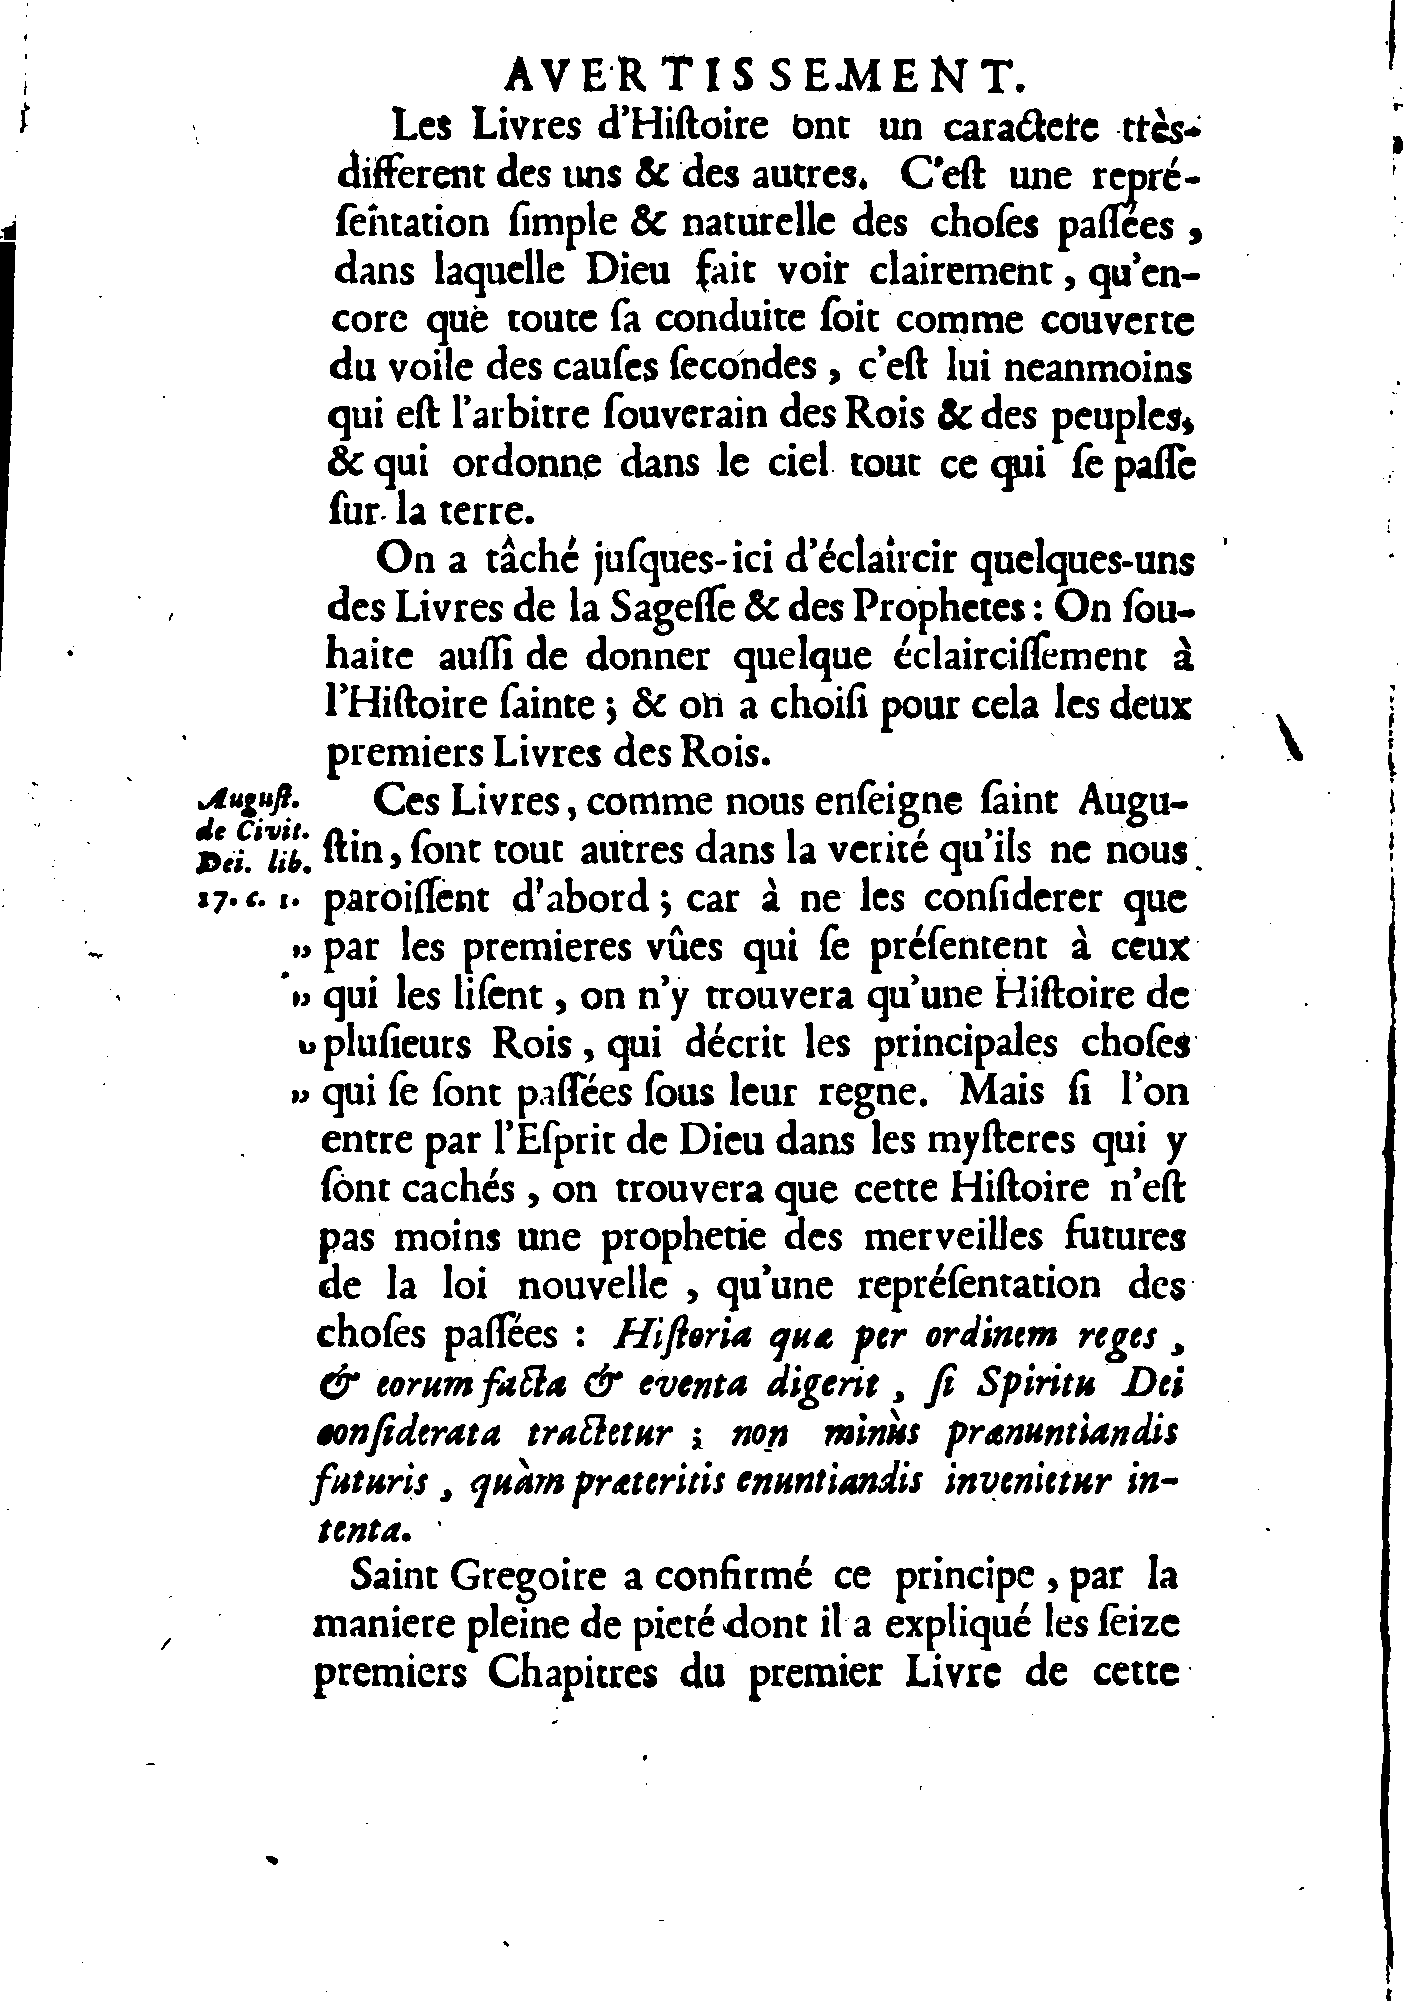 AVERTISSEMENT.
Les Livres d'Hiſtoire ont un caractere très-
different des uns & des autres. C'eſt une repré-
ſentation ſimple & naturelle des choſes paſſées,
dans laquelle Dieu fait voir clairement, qu'en-
core que toute ſa conduite ſoit comme couverte
du voile des cauſes ſecondes, c'eſt lui neanmoins
qui eſt l'arbitre ſouverain des Rois & des peuples,
& qui ordonne dans le ciel tout ce qui ſe paſſe
ſur la terre.
On a tâché juſques-ici d'éclaircir quelques-uns
des Livres de la Sageſſe & des Prophetes: On ſou-
haite auſſi de donner quelque éclairciſſement à
l'Hiſtoire ſainte; & on a choiſi pour cela les deux
premiers Livres des Rois.
Auguſt.
de Civit.
Dei. lib.
17. c. 1.
Ces Livres, comme nous enſeigne ſaint Augu-
ſtin, ſont tout autres dans la verité qu'ils ne nous
paroiſſent d'abord; car à ne les conſiderer que
„ par les premieres vûes qui ſe préſentent à ceux
„ qui les liſent, on n'y trouvera qu'une Hiſtoire de
„ pluſieurs Rois, qui décrit les principales choſes
„ qui ſe ſont paſſées ſous leur regne. Mais ſi l'on
entre par l'Eſprit de Dieu dans les myſteres qui y
ſont cachés, on trouvera que cette Hiſtoire n'eſt
pas moins une prophetie des merveilles futures
de la loi nouvelle, qu'une repréſentation des
choſes paſſées: Hiſtoria quæ per ordinem reges,
& eorum facta & eventa digerit, ſi Spiritu Dei
conſiderata tractetur; non minùs prænuntiandis
futuris, quàm præteritis enuntiandis invenietur in-
tenta.
Saint Gregoire a confirmé ce principe, par la
maniere pleine de pieté dont il a expliqué les ſeize
premiers Chapitres du premier Livre de cette